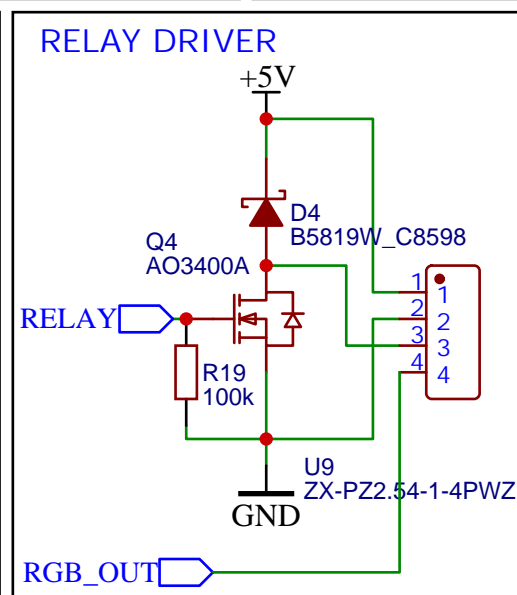 RELAY DRIVER
+5V
D4
B5819W_C8598
Q4
AO3400A
1 1
2 2
3 3
4 4
RELAY
R19
100k
U9
ZX-PZ2.54-1-4PWZ
GND
RGB_OUT